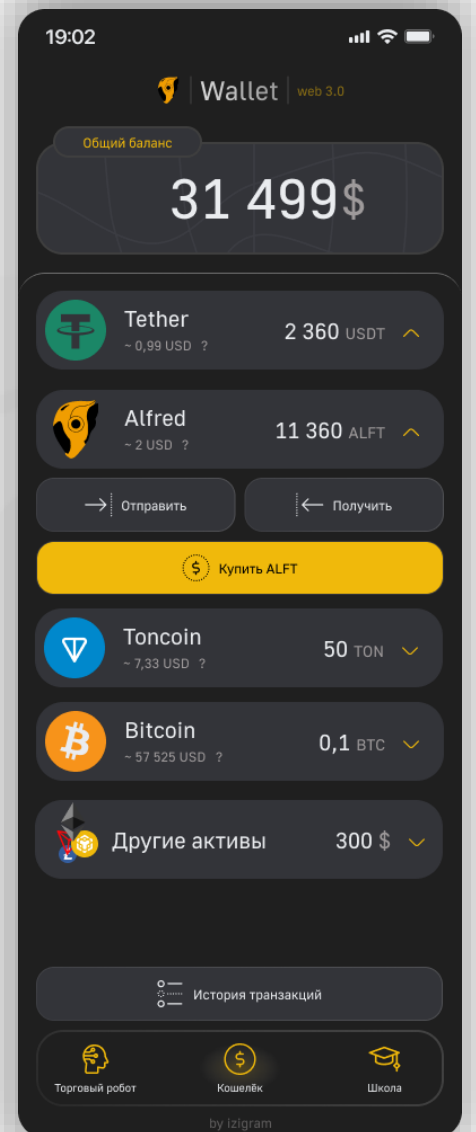 19:02
Wallet web 3.0
Общий баланс
31 499$
Tether
2 360 USDT
~ 0,99 USD ?
Alfred
11 360 ALFT
~ 2 USD ?
Отправить
Получить
$ Купить ALFT
Toncoin
50 TON
~ 7,33 USD ?
Bitcoin
0,1 BTC
~ 57 525 USD ?
Другие активы
300 $
История транзакций
Торговый робот
Кошелёк
Школа
by izigram